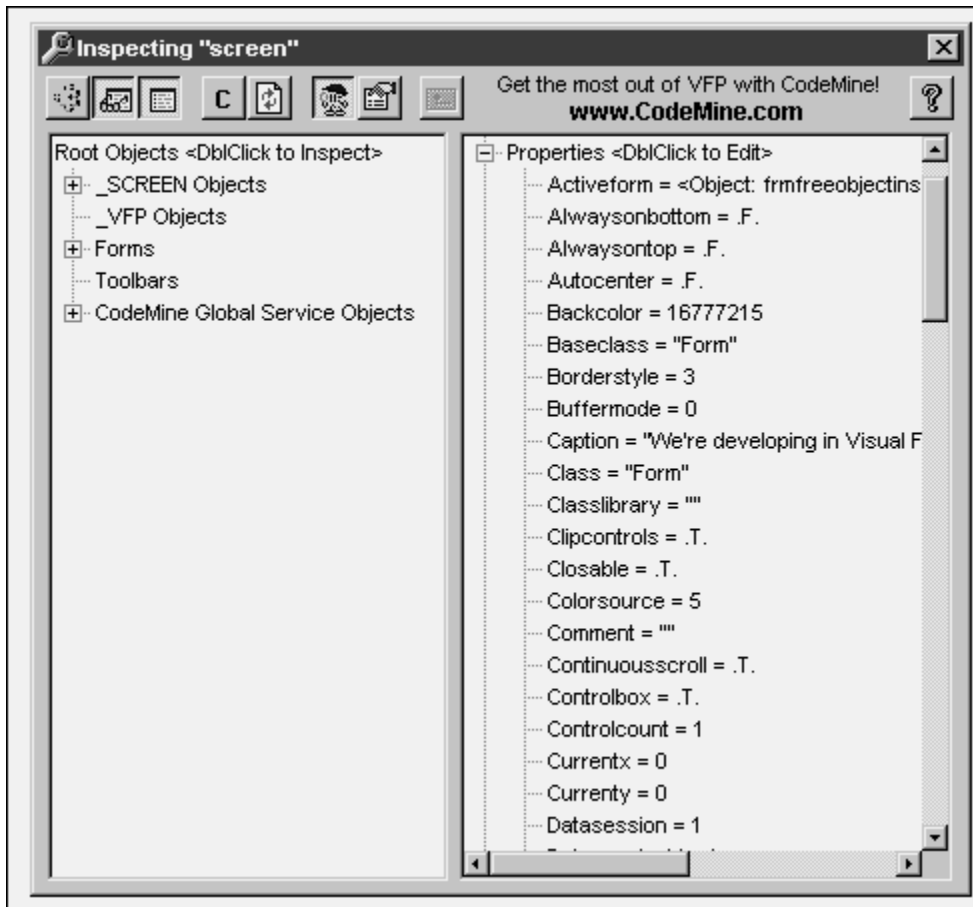 Inspecting "screen"
C
Get the most out of VFP with CodeMine!
www.CodeMine.com
Root Objects <DblClick to Inspect>
_SCREEN Objects
_VFP Objects
Forms
Toolbars
CodeMine Global Service Objects
Properties <DblClick to Edit>
Activeform = <Object: frmfreeobjectins
Alwaysonbottom = .F.
Alwaysontop = .F.
Autocenter = .F.
Backcolor = 16777215
Baseclass = "Form"
Borderstyle = 3
Buffermode = 0
Caption = "We're developing in Visual F
Class = "Form"
Classlibrary = ""
Clipcontrols = .T.
Closable = .T.
Colorsource = 5
Comment = ""
Continuousscroll = .T.
Controlbox = .T.
Controlcount = 1
Currentx = 0
Currenty = 0
Datasession = 1